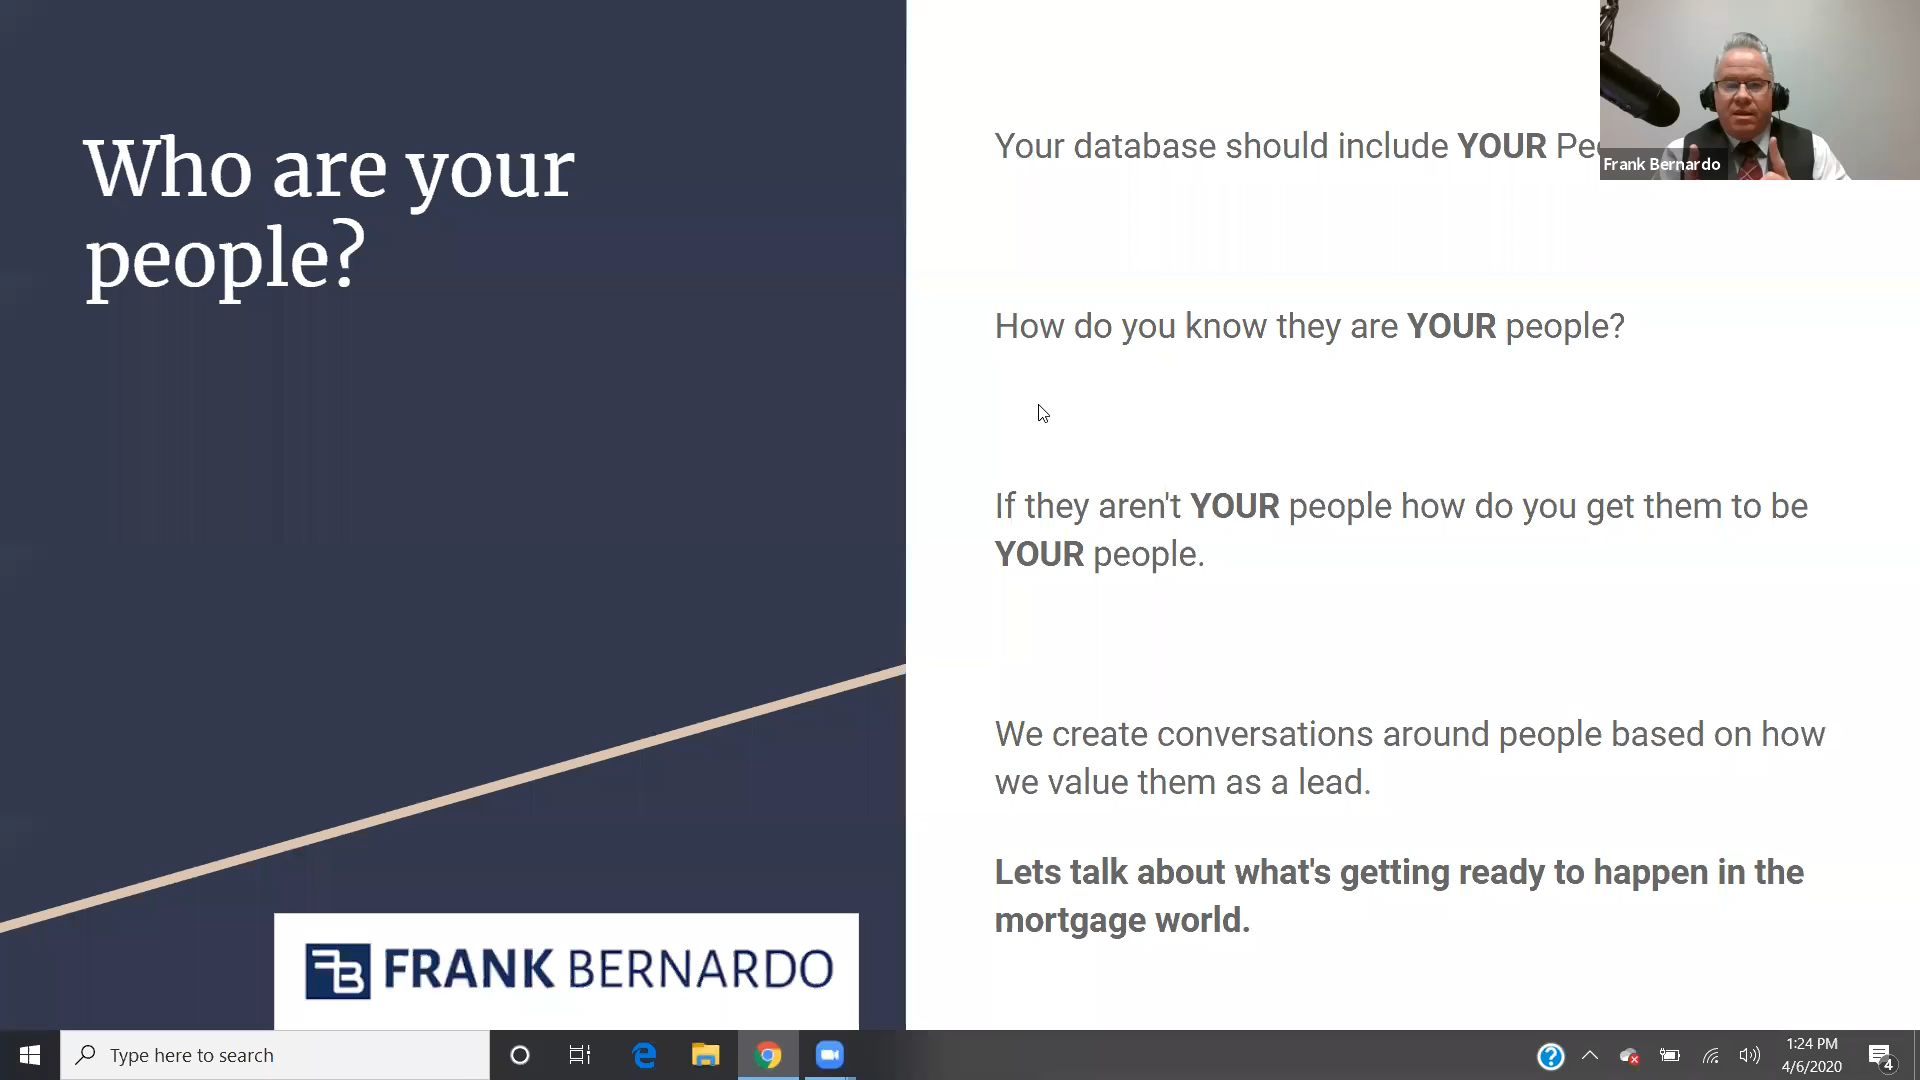 Who are your
people?
Your database should include YOUR
Frank Bernardo
How do you know they are YOUR people?
If they aren't YOUR people how do you get them to be
YOUR people.
We create conversations around people based on how
we value them as a lead.
Lets talk about what's getting ready to happen in the
mortgage world.
FB FRANK BERNARDO
Type here to search
1:24 PM
4/6/2020
4